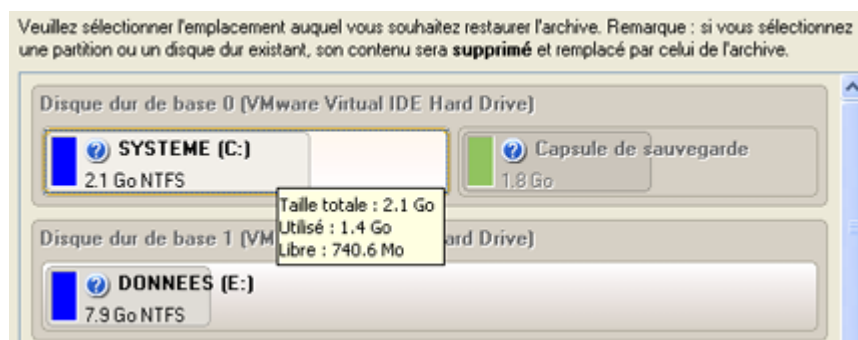 Veuillez sélectionner l'emplacement auquel vous souhaitez restaurer l'archive. Remarque : si vous sélectionnez
une partition ou un disque dur existant, son contenu sera supprimé et remplacé par celui de l'archive.
Disque dur de base 0 (VMware Virtual IDE Hard Drive)
SYSTEME (C:)
2.1 Go NTFS
Capsule de sauvegarde
1.8 Go
Taille totale : 2.1 Go
Utilisé : 1.4 Go
Libre : 740.6 Mo
Disque dur de base 1 (VM ard Drive)
DONNEES (E:)
7.9 Go NTFS